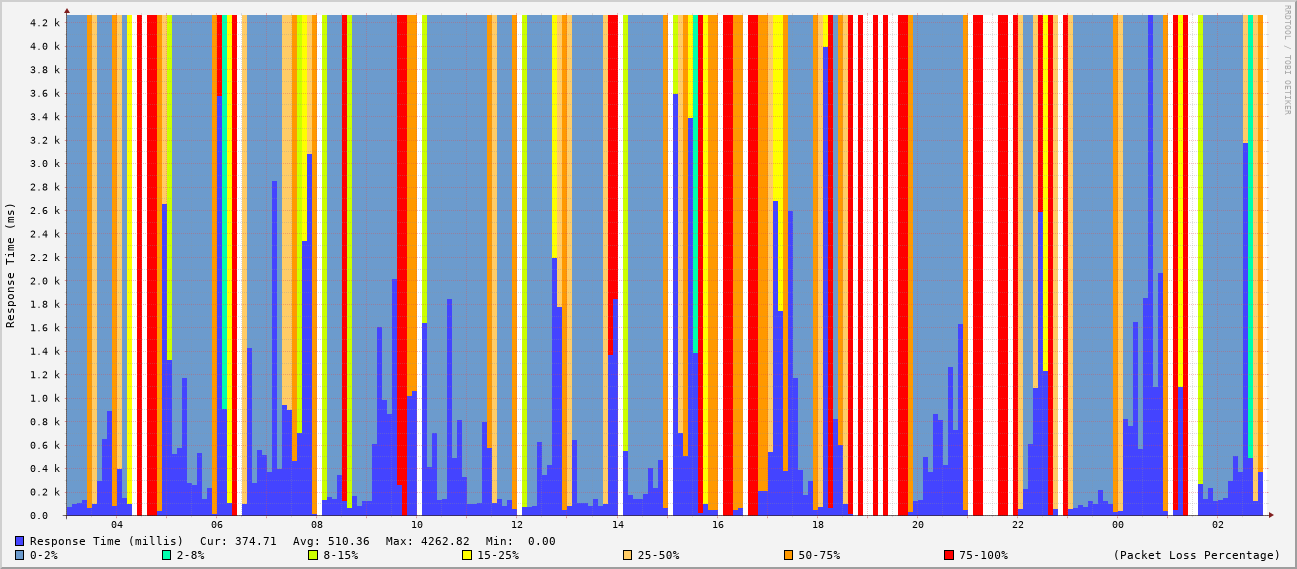 4.2 k
4.0 k
3.8 k
3.6 k
3.4 k
3.2 k
3.0 k
2.8 k
2.6 k
2.4 k
2.2 k
2.0 k
1.8 k
1.6 k
1.4 k
1.2 k
1.0 k
0.8 k
0.6 k
0.4 k
0.2 k
0.0
Response Time (ms)
RRDTOOL / TOBI OETIKER
04 06 08 10 12 14 16 18 20 22 00 02
Response Time (millis) Cur: 374.71 Avg: 510.36 Max: 4262.82 Min: 0.00
0-2% 2-8% 8-15% 15-25% 25-50% 50-75% 75-100% (Packet Loss Percentage)